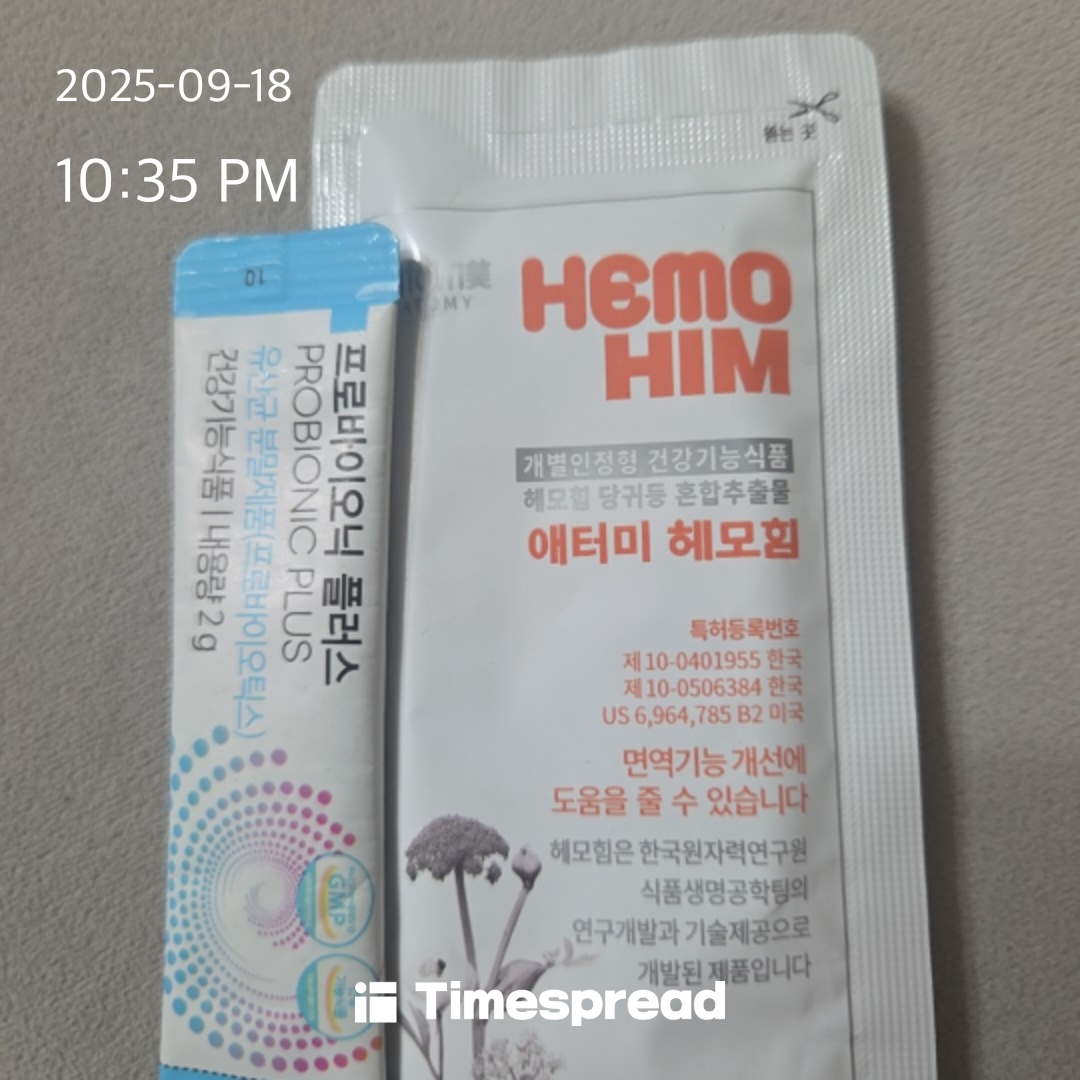 2025-09-18
10:35 PM
뜯는 곳
HEMO
HIM
개별인정형 건강기능식품
헤모힘 당귀등 혼합추출물
애터미 헤모힘
특허등록번호
제 10-0401955 한국
제 10-0506384 한국
US 6,964,785 B2 미국
면역기능 개선에
도움을 줄 수 있습니다
헤모힘은 한국원자력연구원
식품생명공학팀의
연구개발과 기술제공으로
개발된 제품입니다
프로바이오닉 플러스
PROBIONIC PLUS
유산균 분말제품(프로바이오틱스)
건강기능식품 | 내용량 2 g
GMP
Timespread